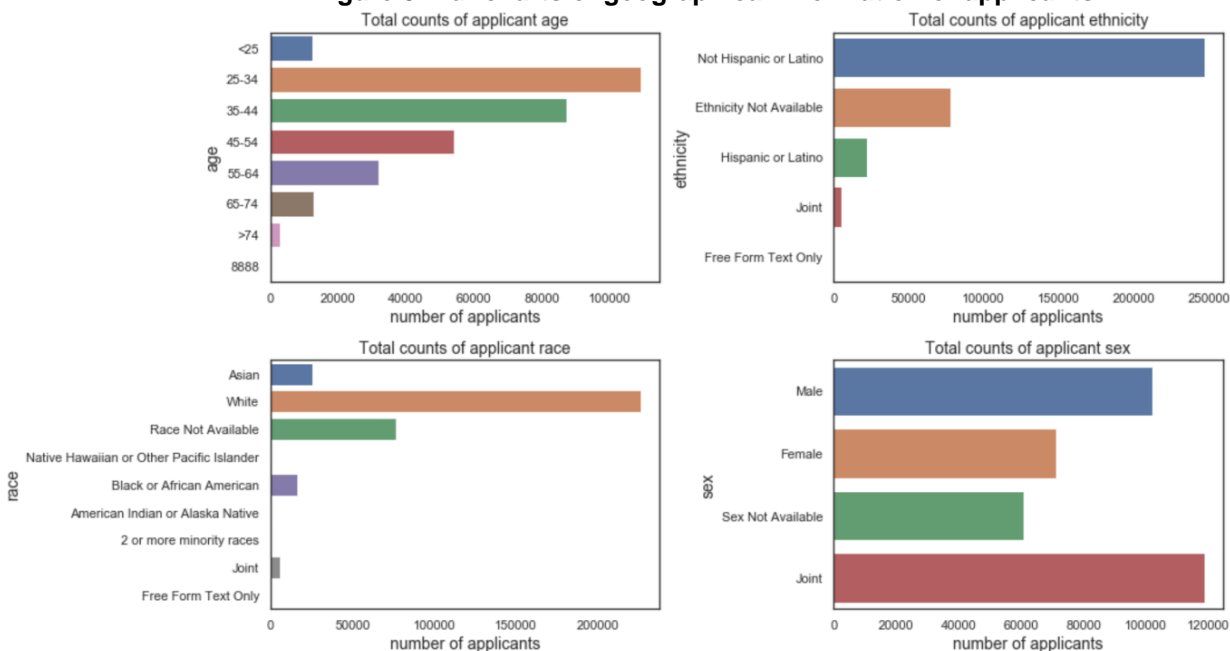 Total counts of applicant age
<25
25-34
35-44
45-54
55-64
65-74
>74
8888
age
0 20000 40000 60000 80000 100000
number of applicants
Total counts of applicant ethnicity
Not Hispanic or Latino
Ethnicity Not Available
Hispanic or Latino
Joint
Free Form Text Only
ethnicity
0 50000 100000 150000 200000 250000
number of applicants
Total counts of applicant race
Asian
White
Race Not Available
Native Hawaiian or Other Pacific Islander
Black or African American
American Indian or Alaska Native
2 or more minority races
Joint
Free Form Text Only
race
0 50000 100000 150000 200000
number of applicants
Total counts of applicant sex
Male
Female
Sex Not Available
Joint
sex
0 20000 40000 60000 80000 100000 120000
number of applicants